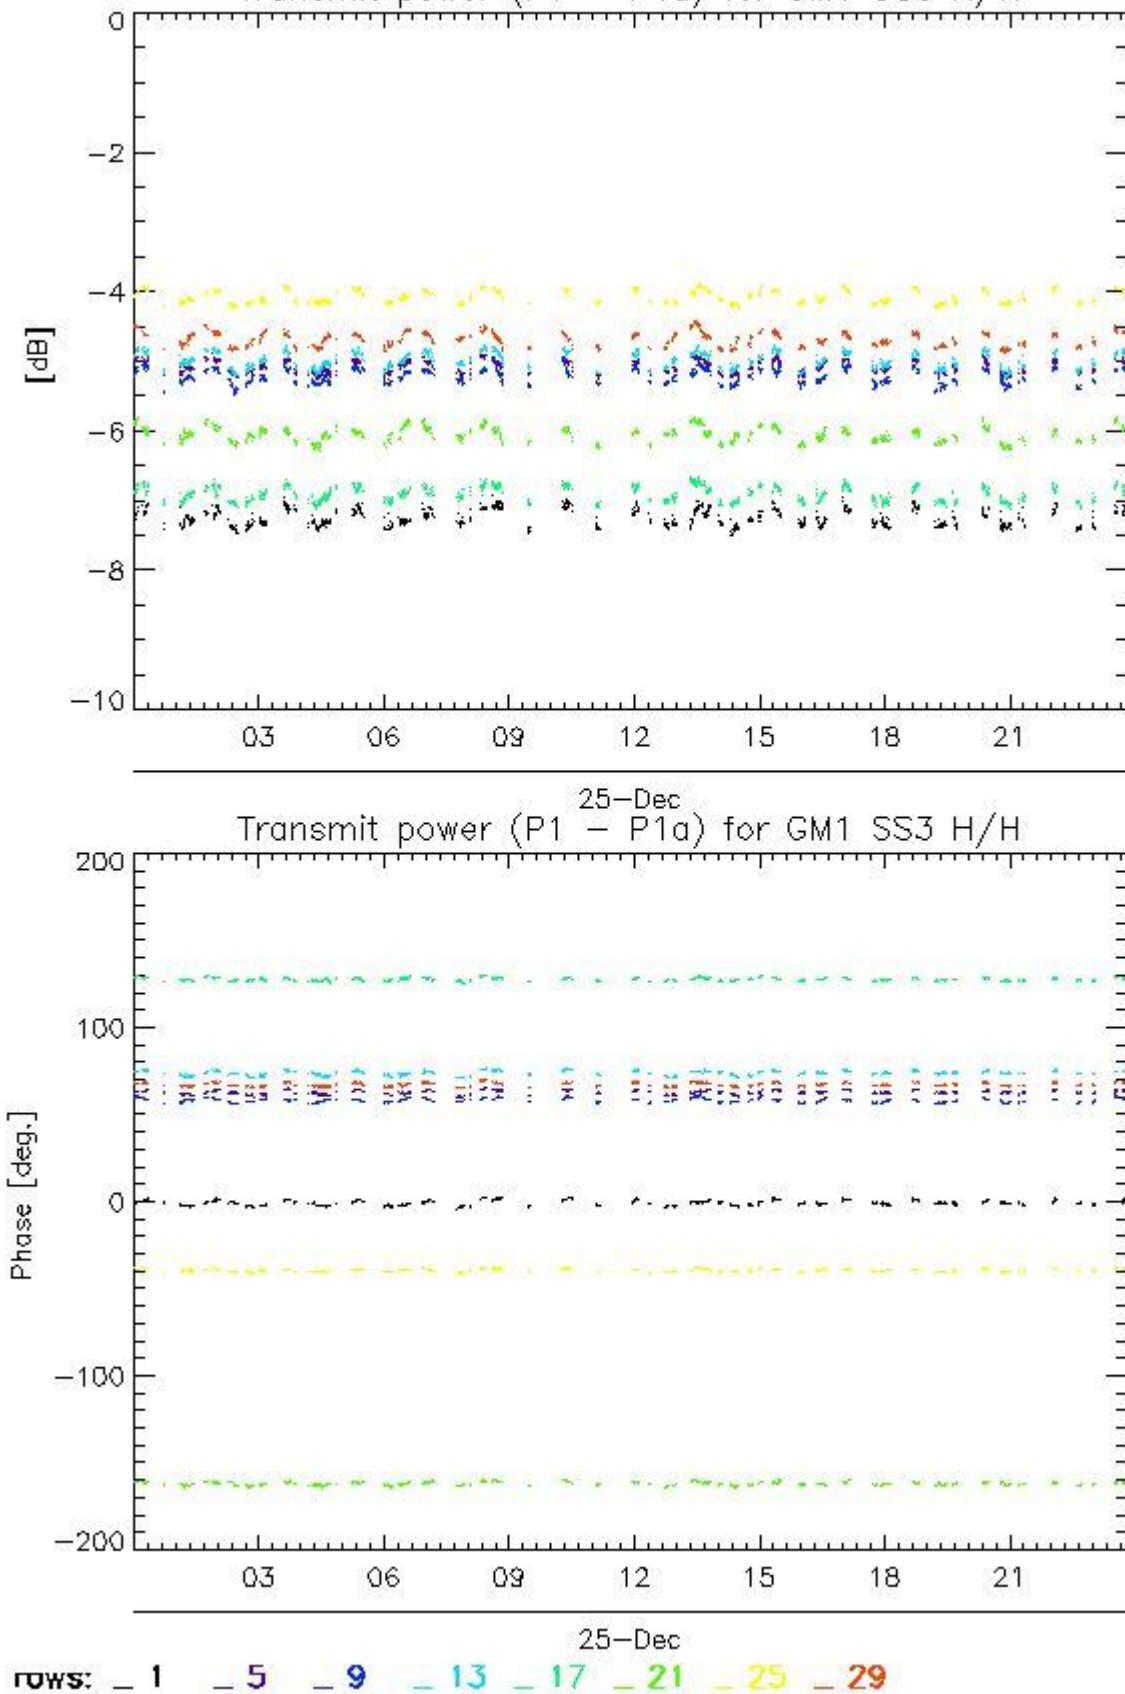 0
−2
−4
−6
−8
−10
[dB]
03 06 09 12 15 18 21
25−Dec
Transmit power (P1 − P1a) for GM1 SS3 H/H
200
100
0
−100
−200
Phase [deg.]
03 06 09 12 15 18 21
25−Dec
rows: _ 1 _ 5 _ 9 _ 13 _ 17 _ 21 _ 25 _ 29